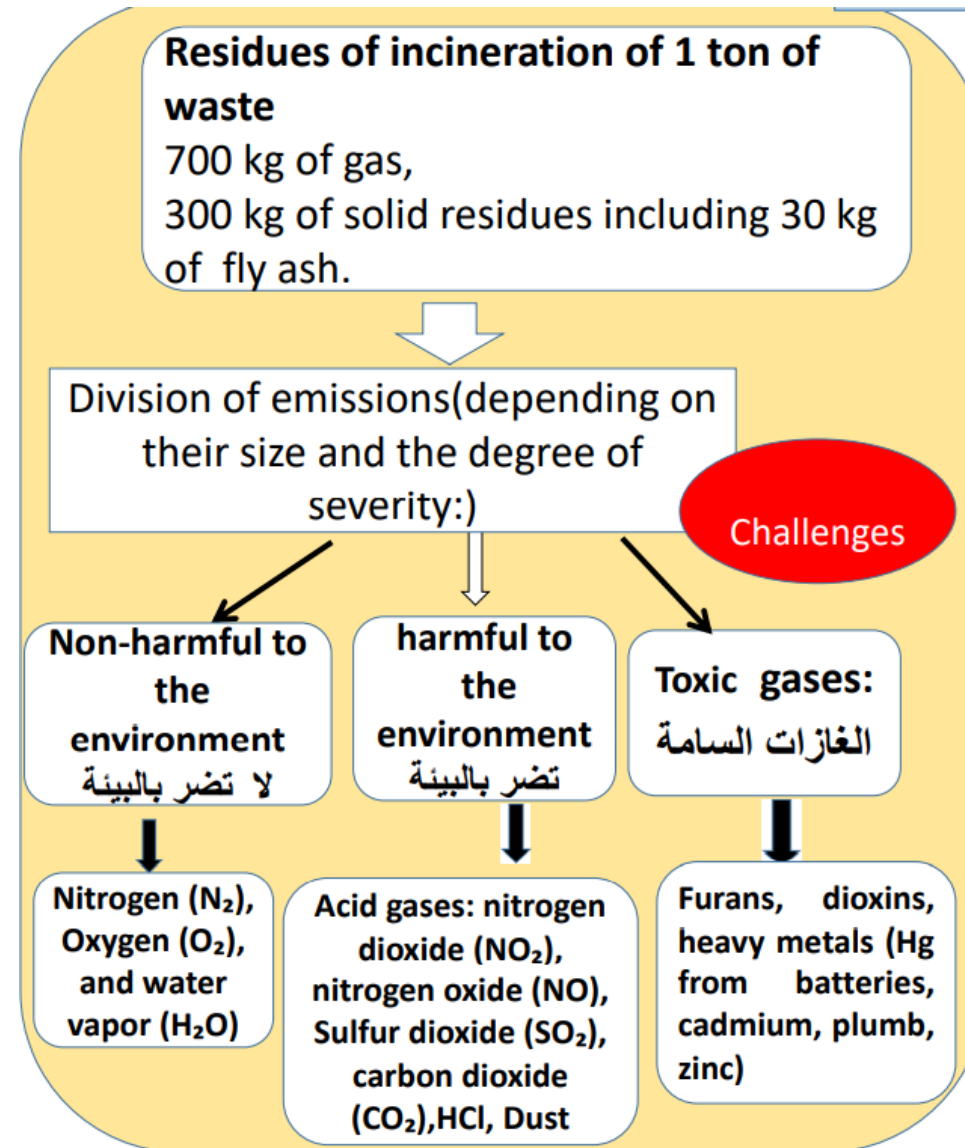 Residues of incineration of 1 ton of
waste
700 kg of gas,
300 kg of solid residues including 30 kg
of fly ash.
Division of emissions(depending on
their size and the degree of
severity:)
Challenges
Non-harmful to
the
environment
لا تضر بالبيئة
harmful to
the
environment
تضر بالبيئة
Toxic gases:
الغازات السامة
Nitrogen (N₂),
Oxygen (O₂),
and water
vapor (H₂O)
Acid gases: nitrogen
dioxide (NO₂),
nitrogen oxide (NO),
Sulfur dioxide (SO₂),
carbon dioxide
(CO₂),HCl, Dust
Furans, dioxins,
heavy metals (Hg
from batteries,
cadmium, plumb,
zinc)